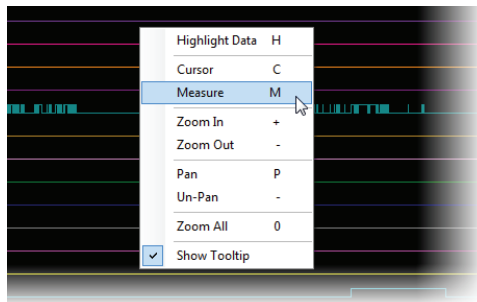 Highlight Data H
Cursor C
Measure M
Zoom In +
Zoom Out -
Pan P
Un-Pan -
Zoom All 0
Show Tooltip